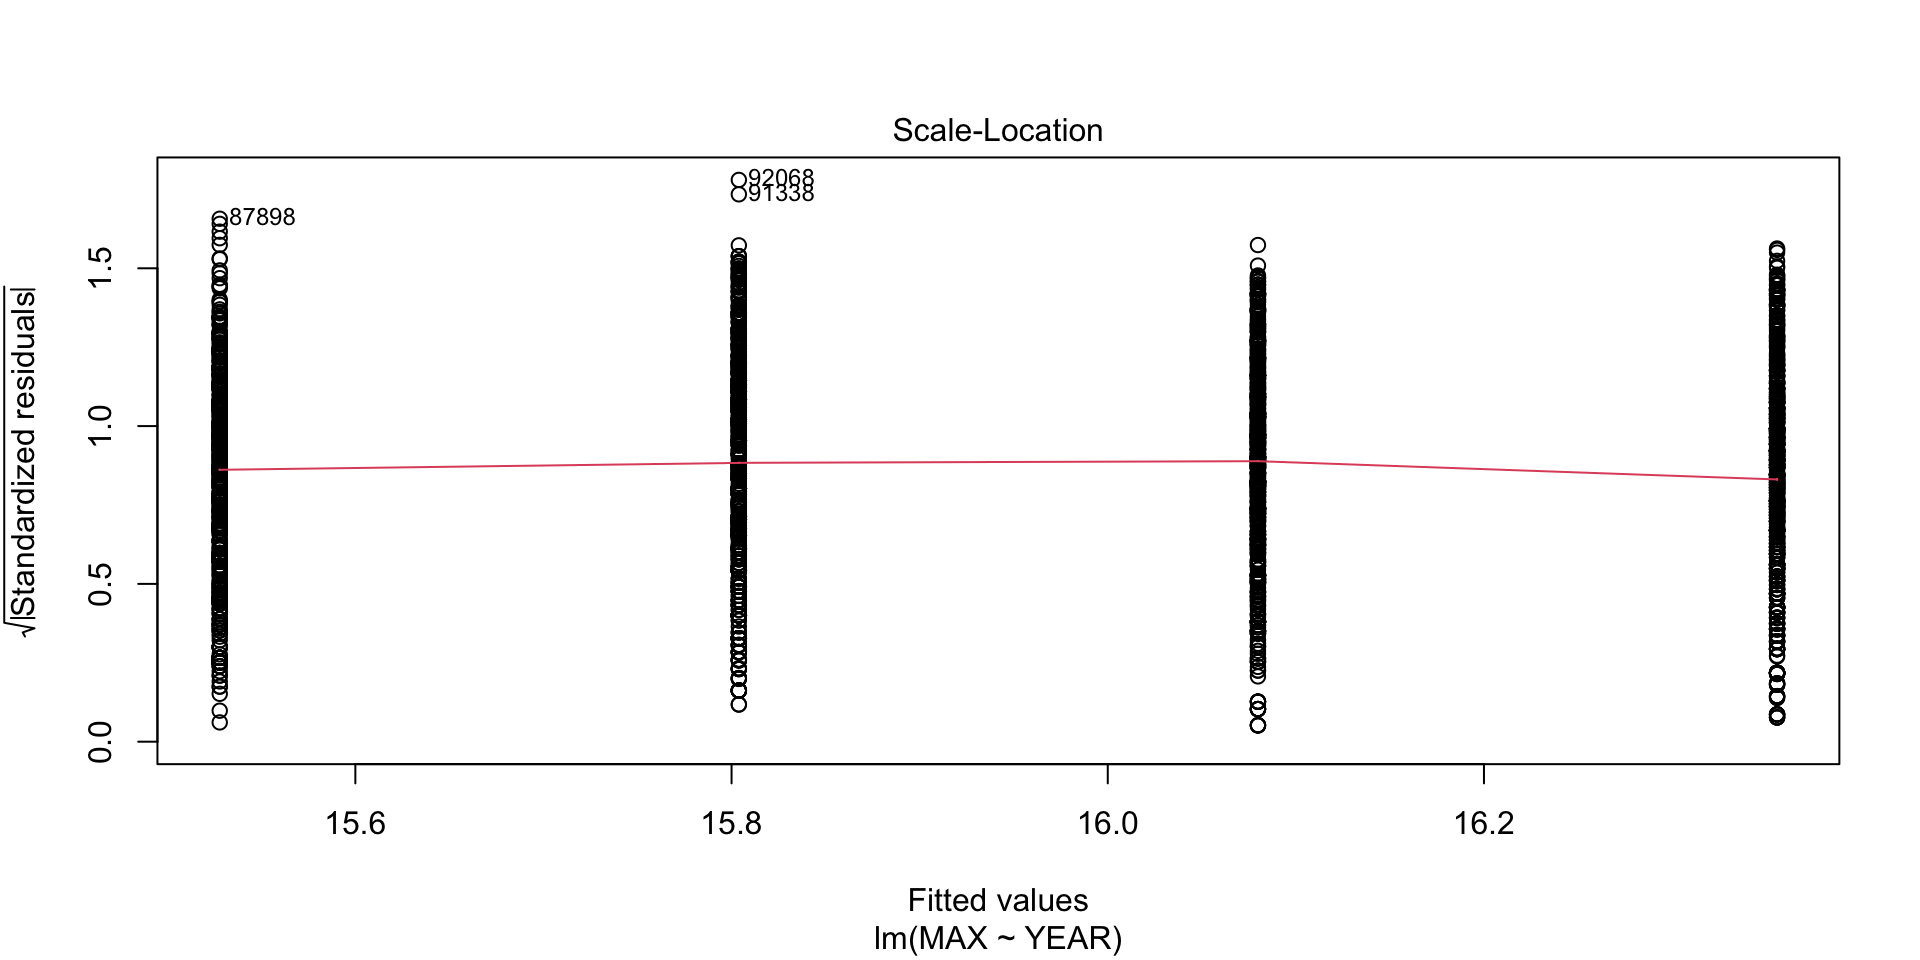 Scale-Location
92068
91338
87898
√|Standardized residuals|
1.5
1.0
0.5
0.0
15.6 15.8 16.0 16.2
Fitted values
lm(MAX ~ YEAR)